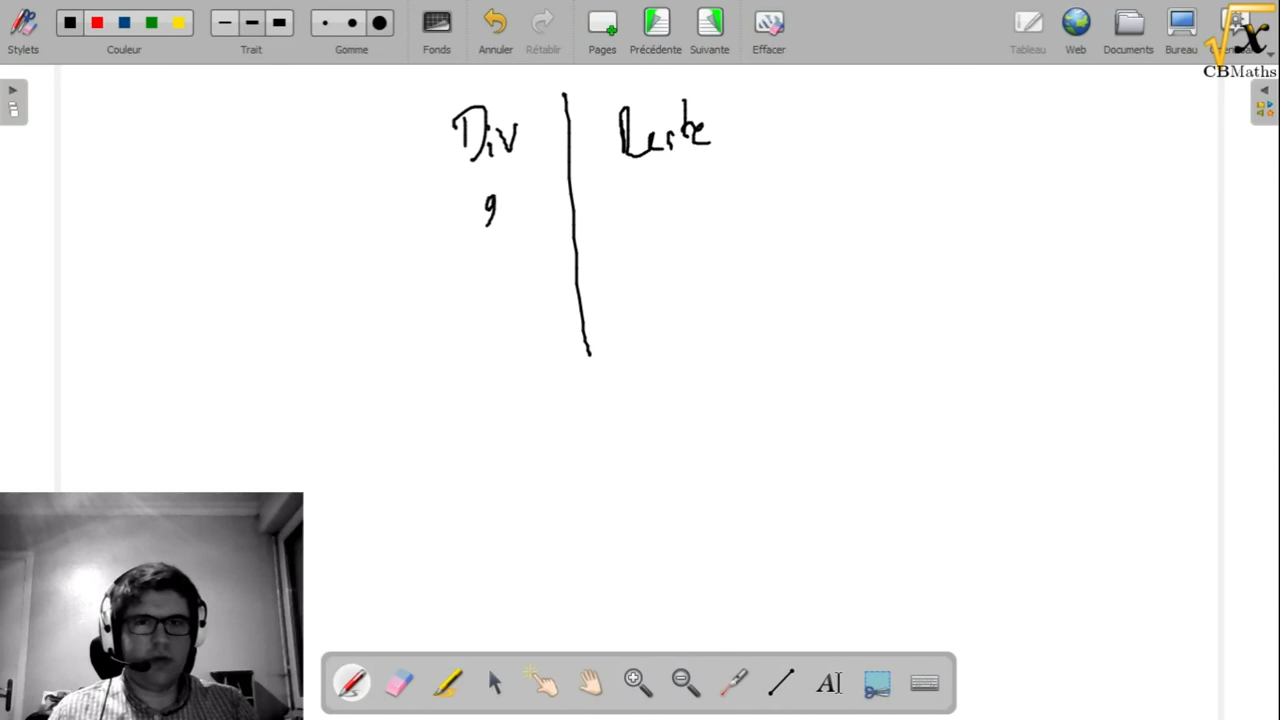 Stylets Couleur Trait Gomme Fonds Annuler Rétablir Pages Précédente Suivante Effacer Tableau Web Documents Bureau
CBMaths
Div Reste
9